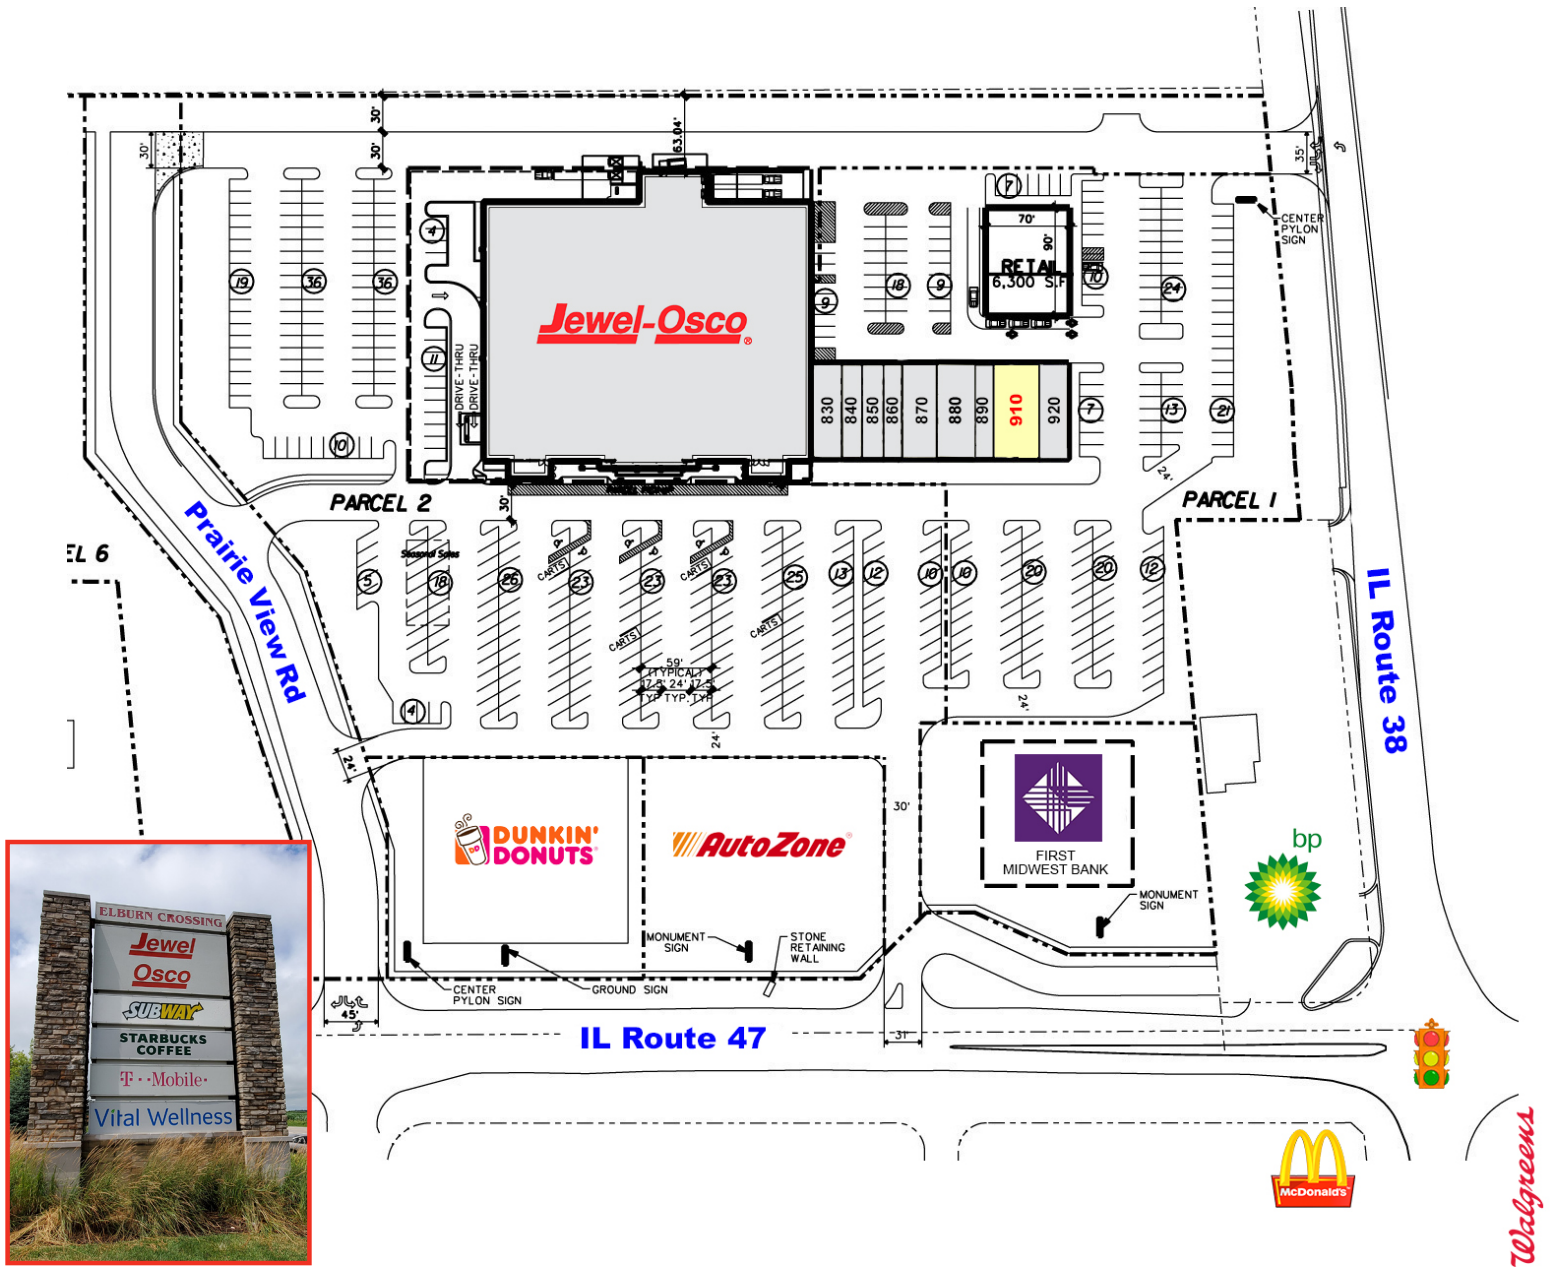 30'
30'
30'
63.04'
35'
CENTER
PYLON
SIGN
7
4
70'
90'
RETAIL
6,300 S.F
19
36
36
18
9
9
10
24
Jewel-Osco®
11
DRIVE-THRU
DRIVE-THRU
830
840
850
860
870
880
890
910
920
7
13
21
10
24'
PARCEL 2
PARCEL 1
30'
EL 6
Prairie View Rd
Seasonal Sales
CARTS
CARTS
5
18
26
23
23
23
25
13
12
10
10
20
20
12
CARTS
CARTS
59'
(TYPICAL)
17.5' 24' 17.5'
TYP TYP. TYP
4
24'
24'
24'
IL Route 38
30'
DUNKIN'
DONUTS
AutoZone
FIRST
MIDWEST BANK
bp
MONUMENT
SIGN
MONUMENT
SIGN
STONE
RETAINING
WALL
CENTER
PYLON SIGN
GROUND SIGN
45'
31'
IL Route 47
ELBURN CROSSING
Jewel
Osco
SUBWAY
STARBUCKS
COFFEE
T··Mobile·
Vital Wellness
McDonald's
Walgreens